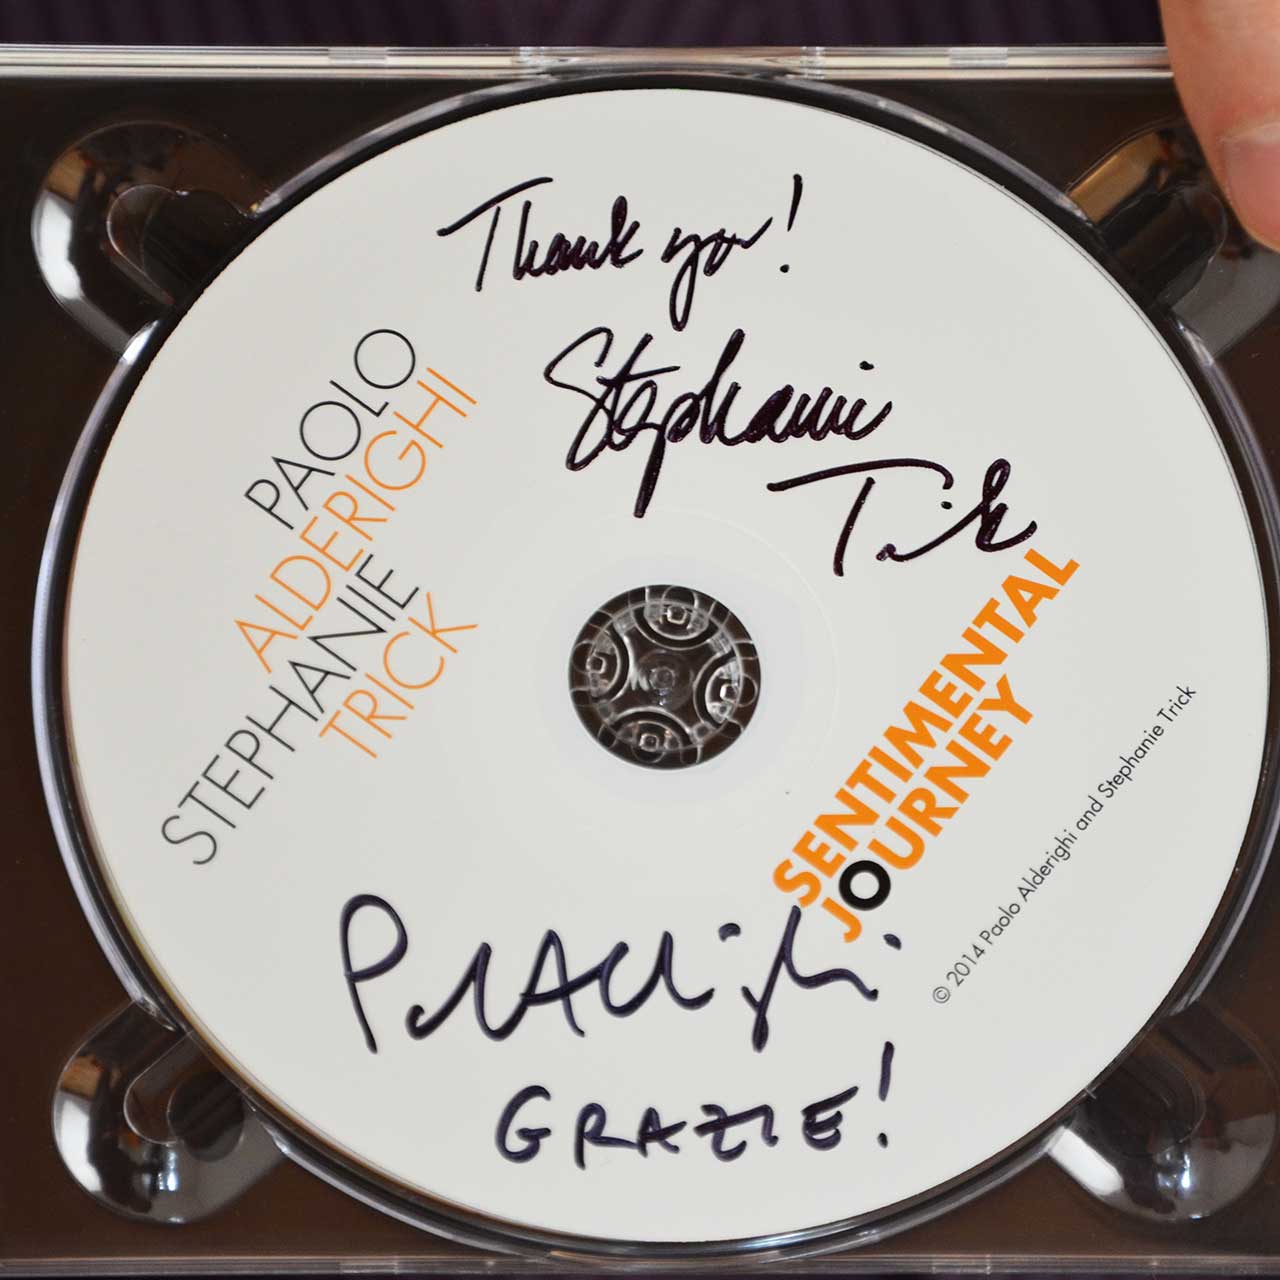 Thank you!
Stephanie
Trick
PAOLO
ALDERIGHI
STEPHANIE
TRICK
SENTIMENTAL
JOURNEY
© 2014 Paolo Alderighi and Stephanie Trick
GRAZIE!